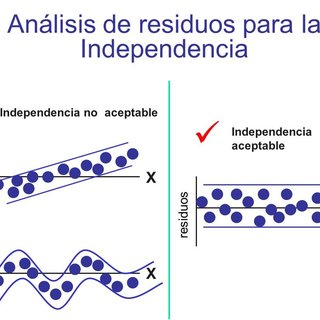 Análisis de residuos para la
Independencia
Independencia no aceptable
Independencia
aceptable
X
residuos
X